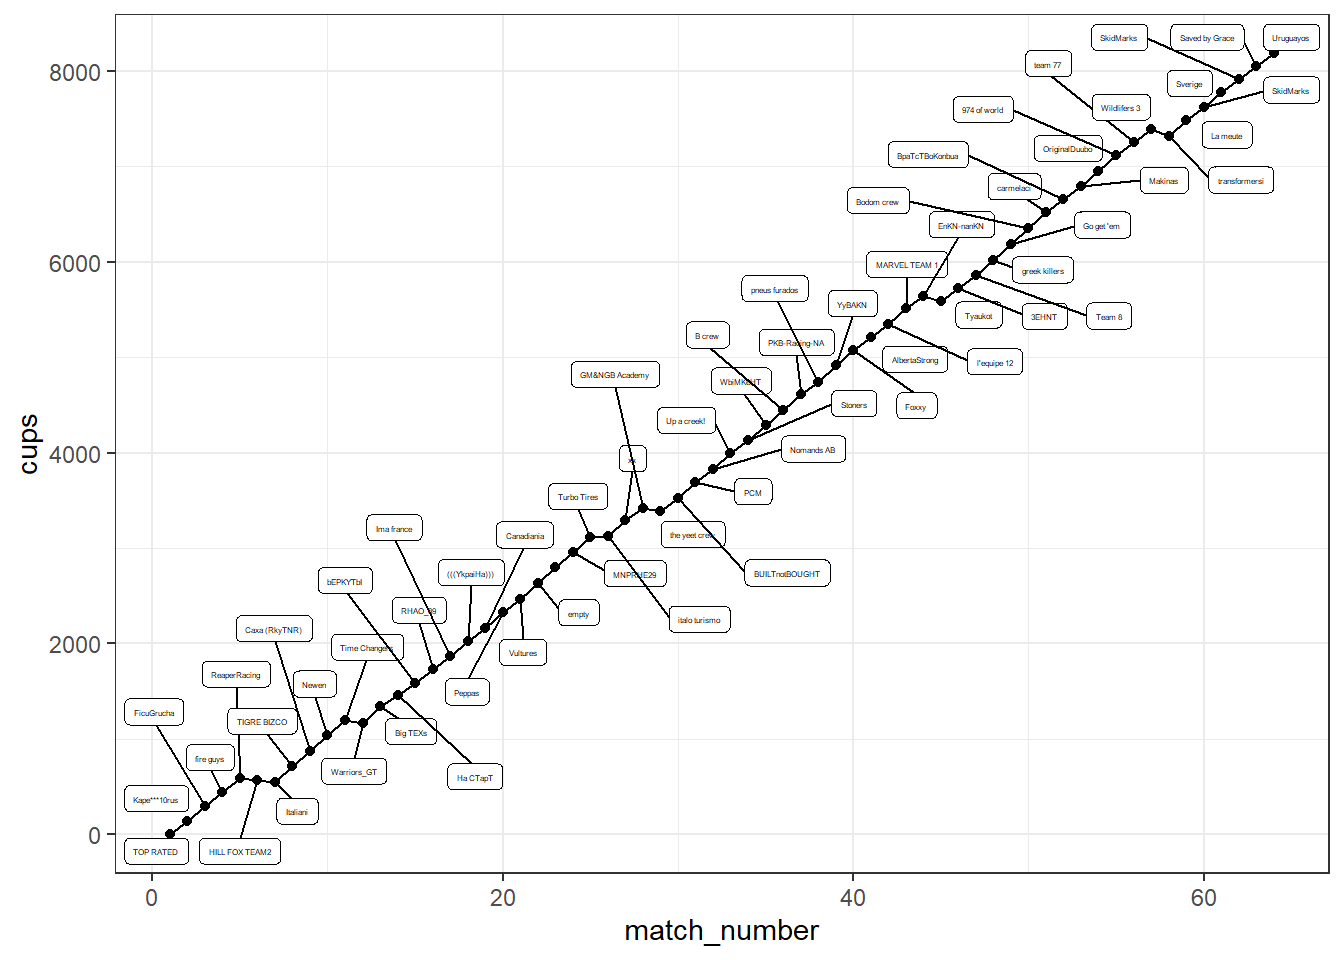 SkidMarks
Saved by Grace
Uruguayos
team 77
8000
Sverige
SkidMarks
974 of world
Wildlifers 3
La meute
OriginalDuubo
BpaTcTBoKonbua
carmelaci
Makinas
transformersi
Bodom crew
EnKN-nanKN
Go get 'em
6000
MARVEL TEAM 1
greek killers
pneus furados
YyBAKN
Tyaukot
3EHNT
Team 8
B crew
PKB-Racing-NA
AlbertaStrong
l"equipe 12
GM&NGB Academy
Stoners
Foxxy
Up a creek!
4000
xx
Nomands AB
cups
Turbo Tires
PCM
Ima france
Canadiania
the yeet crew
bEPKYTbI
(((YkpaiHa)))
BUILTnotBOUGHT
empty
italo turismo
Caxa (RkyTNR)
2000
Time Changers
Vultures
ReaperRacing
Newen
Peppas
FicuGrucha
TIGRE BIZCO
Big TEXs
fire guys
Warriors_GT
Ha CTapT
Kape***10rus
Italiani
0
TOP RATED
HILL FOX TEAM2
0
20
40
60
match_number